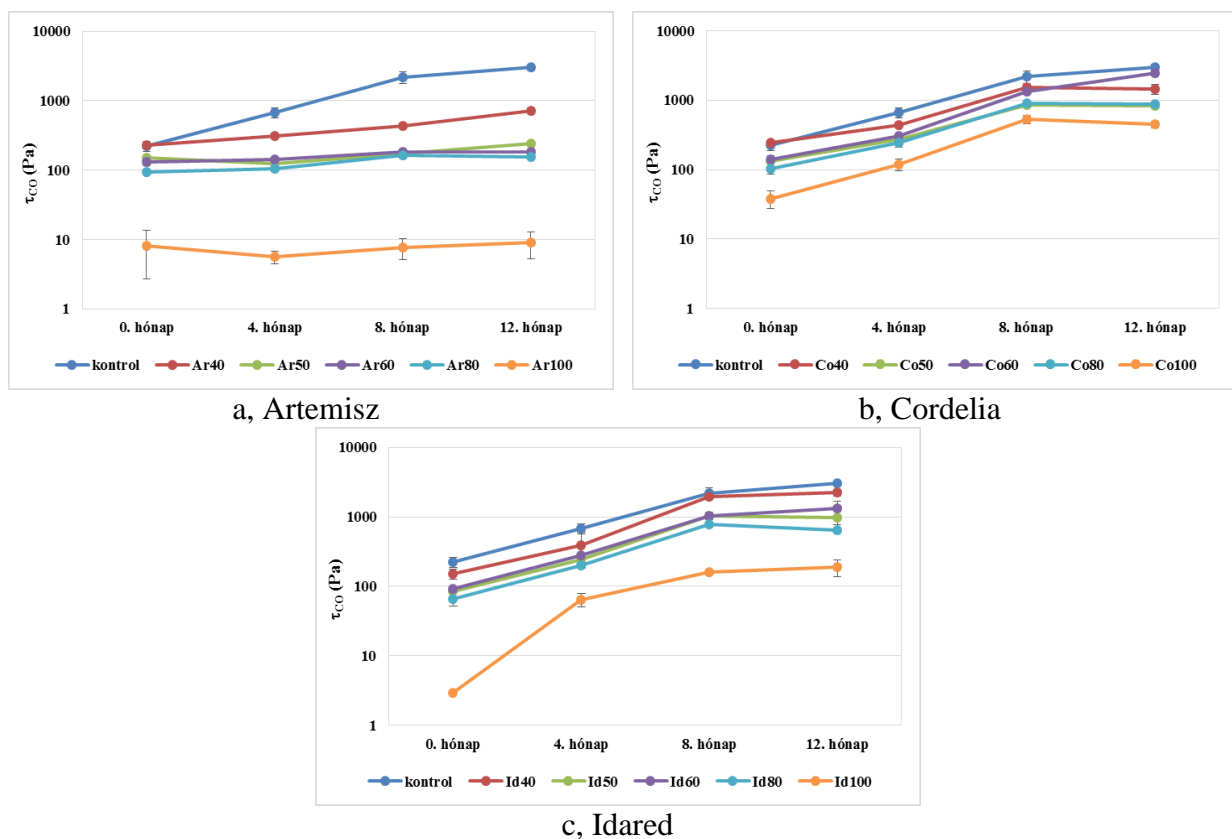 10000
1000
100
10
1
τCO (Pa)
0. hónap 4. hónap 8. hónap 12. hónap
kontrol Ar40 Ar50 Ar60 Ar80 Ar100
a, Artemisz
10000
1000
100
10
1
τCO (Pa)
0. hónap 4. hónap 8. hónap 12. hónap
kontrol Co40 Co50 Co60 Co80 Co100
b, Cordelia
10000
1000
100
10
1
τCO (Pa)
0. hónap 4. hónap 8. hónap 12. hónap
kontrol Id40 Id50 Id60 Id80 Id100
c, Idared